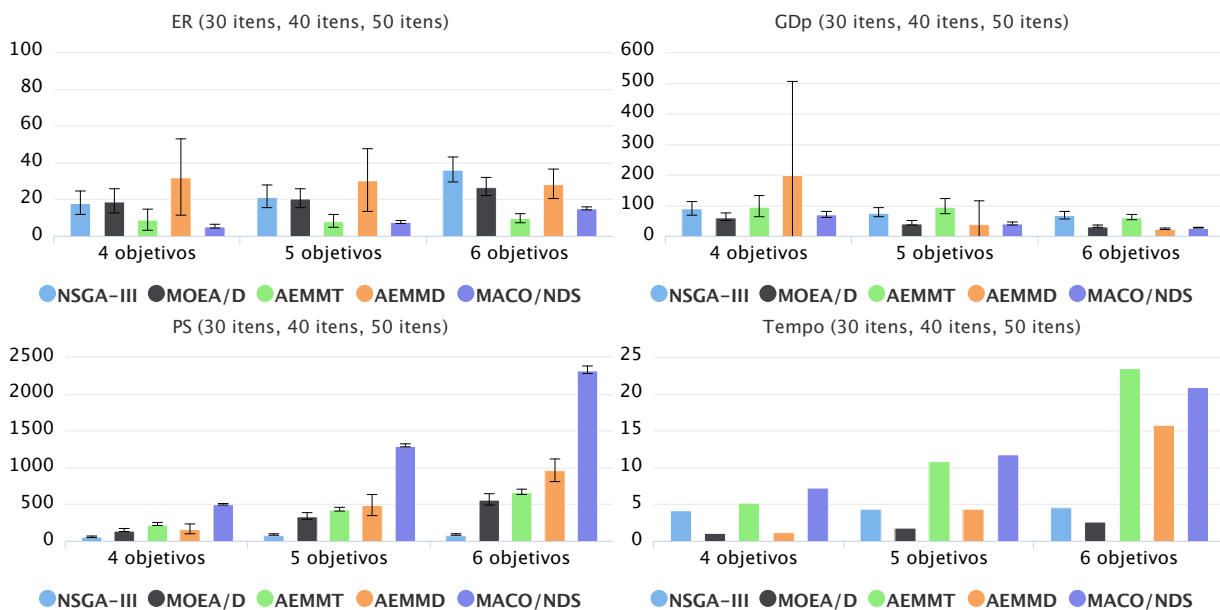 ER (30 itens, 40 itens, 50 itens)
100
80
60
40
20
0
4 objetivos 5 objetivos 6 objetivos
NSGA-III MOEA/D AEMMT AEMMD MACO/NDS
GDp (30 itens, 40 itens, 50 itens)
600
500
400
300
200
100
0
4 objetivos 5 objetivos 6 objetivos
NSGA-III MOEA/D AEMMT AEMMD MACO/NDS
PS (30 itens, 40 itens, 50 itens)
2500
2000
1500
1000
500
0
4 objetivos 5 objetivos 6 objetivos
NSGA-III MOEA/D AEMMT AEMMD MACO/NDS
Tempo (30 itens, 40 itens, 50 itens)
25
20
15
10
5
0
4 objetivos 5 objetivos 6 objetivos
NSGA-III MOEA/D AEMMT AEMMD MACO/NDS